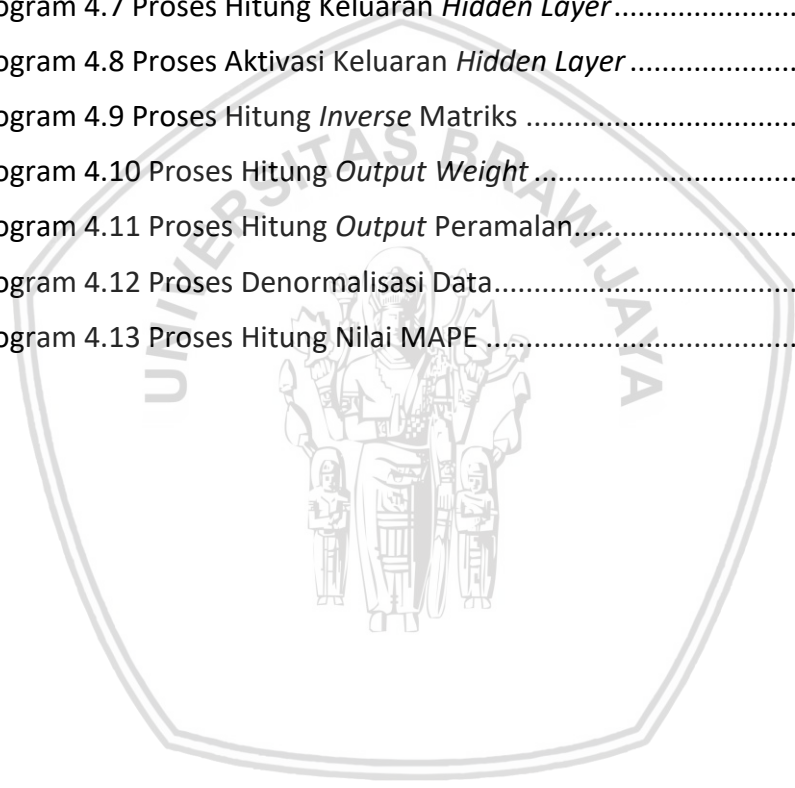 ogram 4.7 Proses Hitung Keluaran Hidden Layer....................
ogram 4.8 Proses Aktivasi Keluaran Hidden Layer..................
ogram 4.9 Proses Hitung Inverse Matriks ..............................
ogram 4.10 Proses Hitung Output Weight .............................
ogram 4.11 Proses Hitung Output Peramalan........................
ogram 4.12 Proses Denormalisasi Data.................................
ogram 4.13 Proses Hitung Nilai MAPE ..................................
UNIVERSITAS BRAWIJAYA